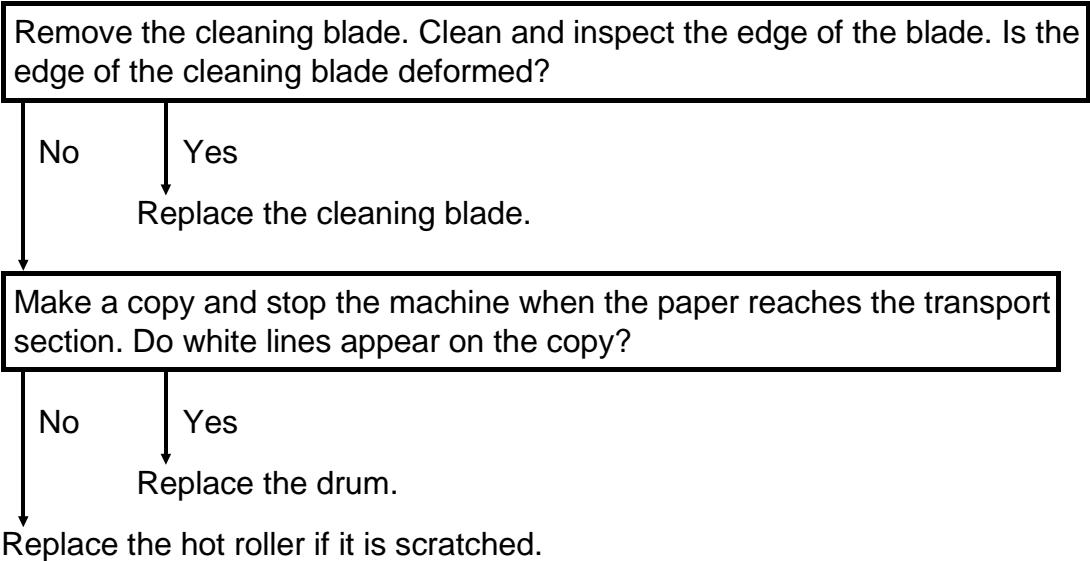 Remove the cleaning blade. Clean and inspect the edge of the blade. Is the
edge of the cleaning blade deformed?
No Yes
Replace the cleaning blade.
Make a copy and stop the machine when the paper reaches the transport
section. Do white lines appear on the copy?
No Yes
Replace the drum.
Replace the hot roller if it is scratched.